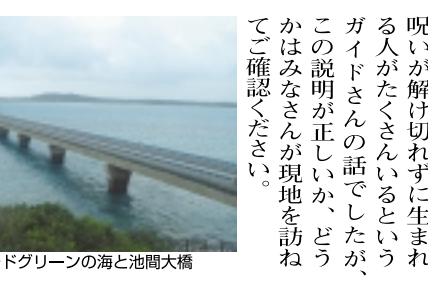 呪いが解け切れずに生まれ
る人がたくさんいるという
ガイドさんの話でしたが、
この説明が正しいか、どう
かはみなさんが現地を訪ね
てご確認ください。
ドグリーンの海と池間大橋